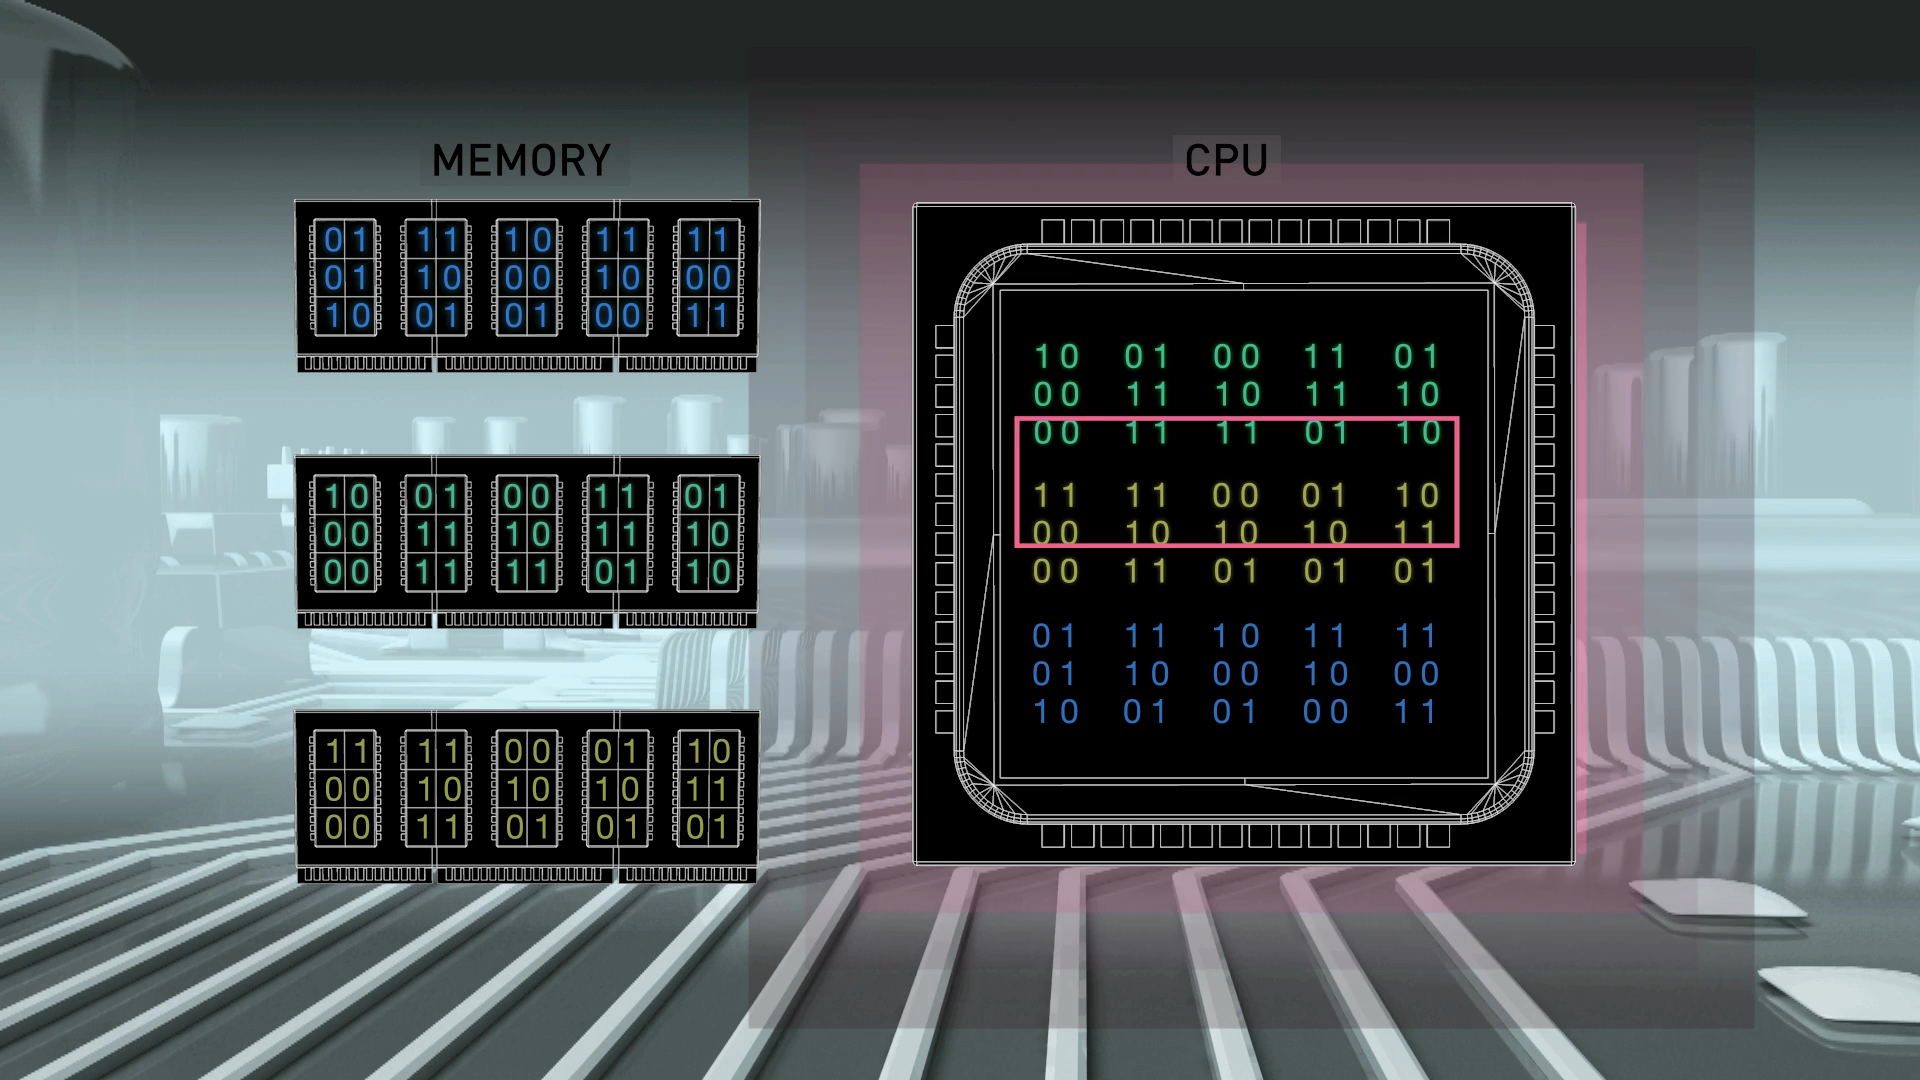 MEMORY
01 11 10 11 11
01 10 00 10 00
10 01 01 00 11
10 01 00 11 01
00 11 10 11 10
00 11 11 01 10
11 11 00 01 10
00 10 10 10 11
00 11 01 01 01
CPU
10 01 00 11 01
00 11 10 11 10
00 11 11 01 10
11 11 00 01 10
00 10 10 10 11
00 11 01 01 01
01 11 10 11 11
01 10 00 10 00
10 01 01 00 11